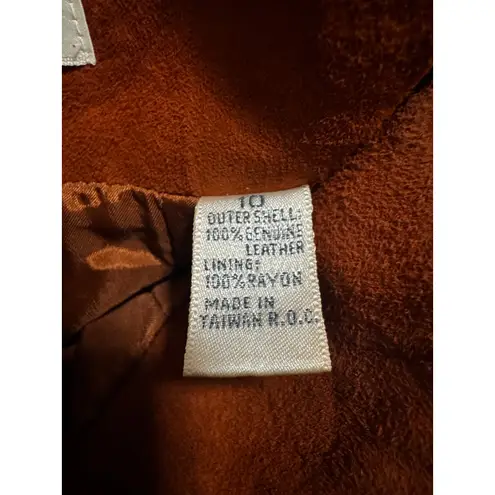 10
OUTER SHELL:
100% GENUINE
LEATHER
LINING:
100% RAYON
MADE IN
TAIWAN R.O.C.